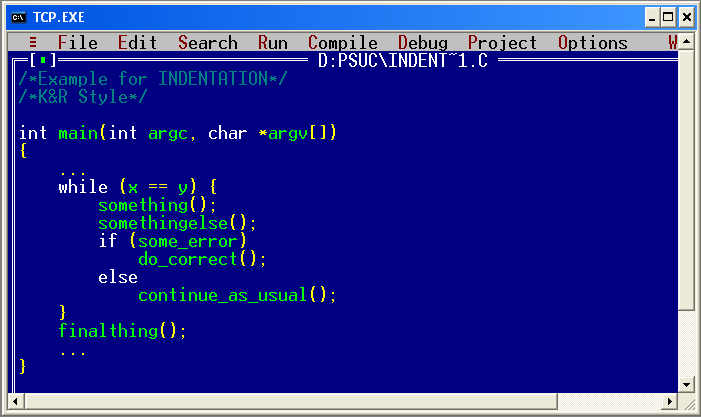 TCP.EXE
≡ File Edit Search Run Compile Debug Project Options W
[■] D:PSUC\INDENT~1.C
/*Example for INDENTATION*/
/*K&R Style*/
int main(int argc, char *argv[])
{
    ...
    while (x == y) {
        something();
        somethingelse();
        if (some_error)
            do_correct();
        else
            continue_as_usual();
    }
    finalthing();
    ...
}